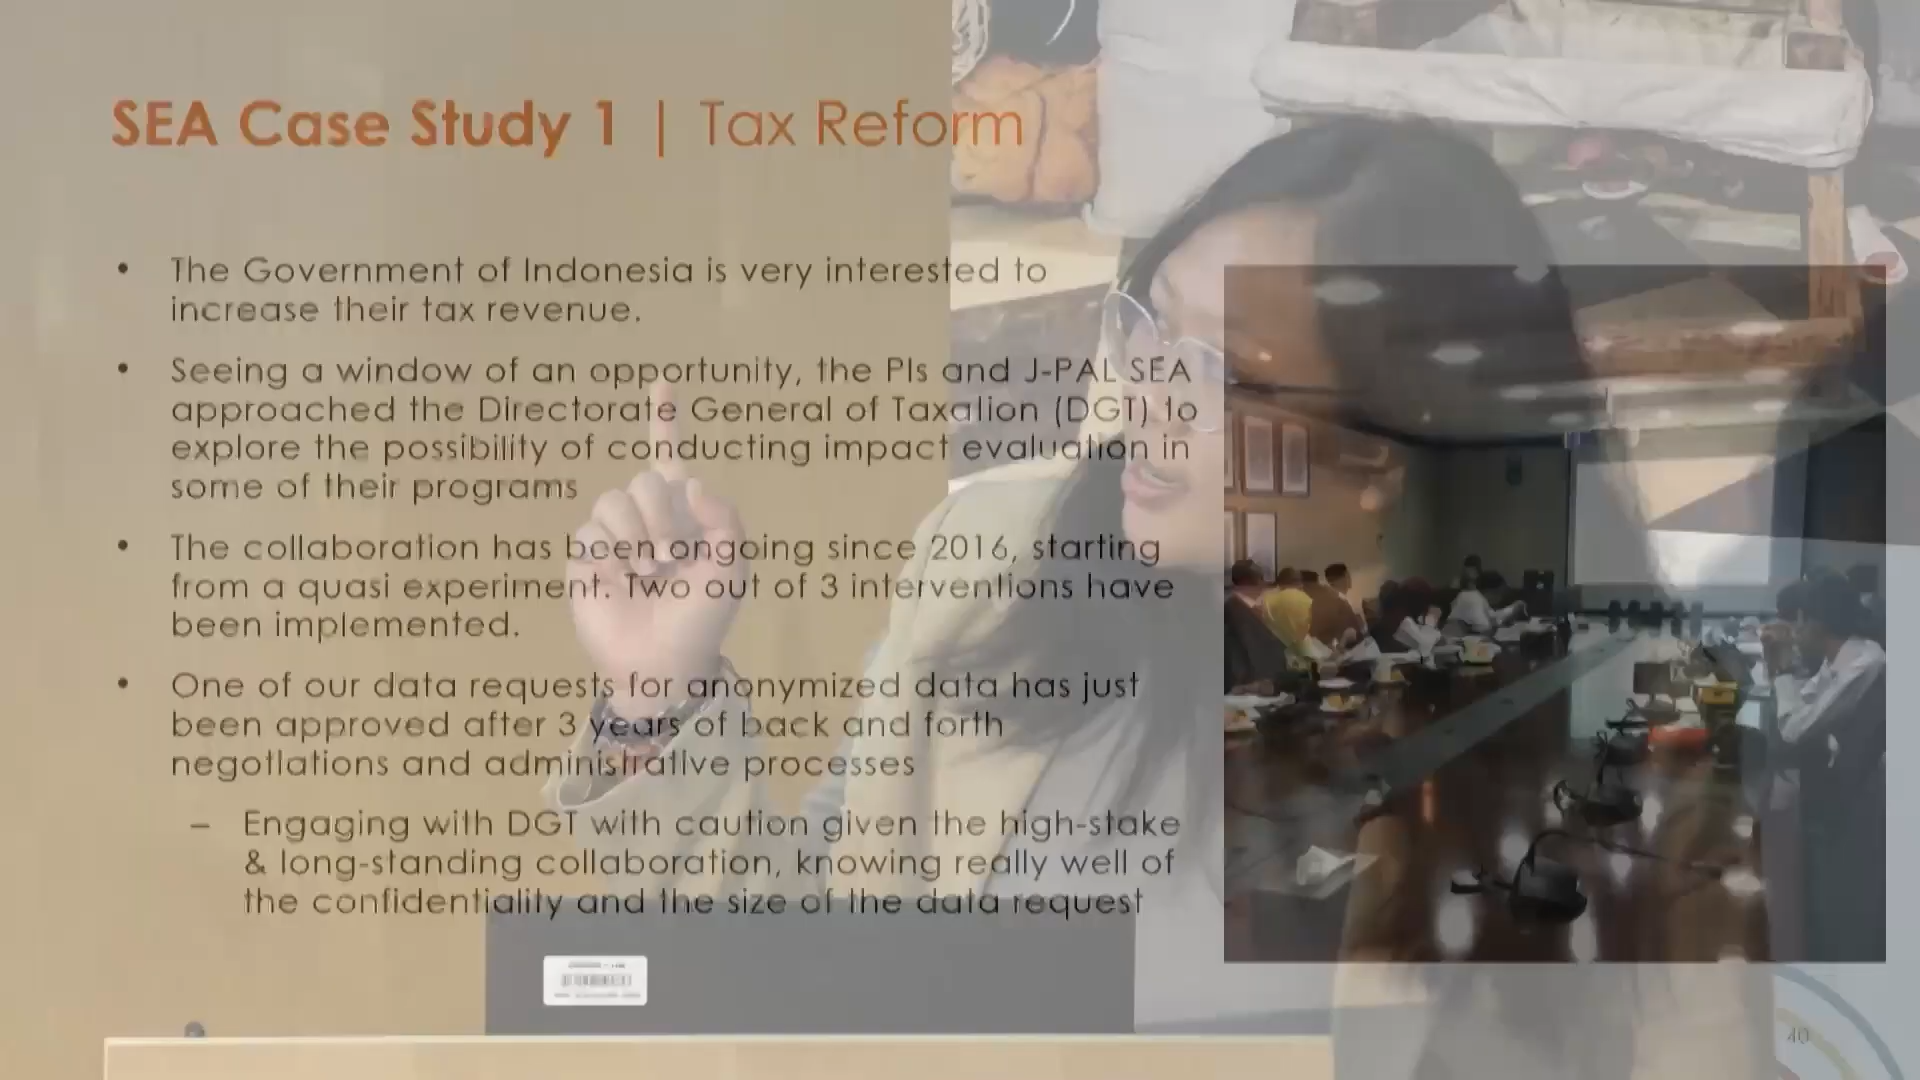 SEA Case Study 1 | Tax Reform
• The Government of Indonesia is very interested to
increase their tax revenue.
• Seeing a window of an opportunity, the PIs and J-PAL SEA
approached the Directorate General of Taxation (DGT) to
explore the possibility of conducting impact evaluation in
some of their programs
• The collaboration has been ongoing since 2016, starting
from a quasi experiment. Two out of 3 interventions have
been implemented.
• One of our data requests for anonymized data has just
been approved after 3 years of back and forth
negotiations and administrative processes
– Engaging with DGT with caution given the high-stake
& long-standing collaboration, knowing really well of
the confidentiality and the size of the data request
40